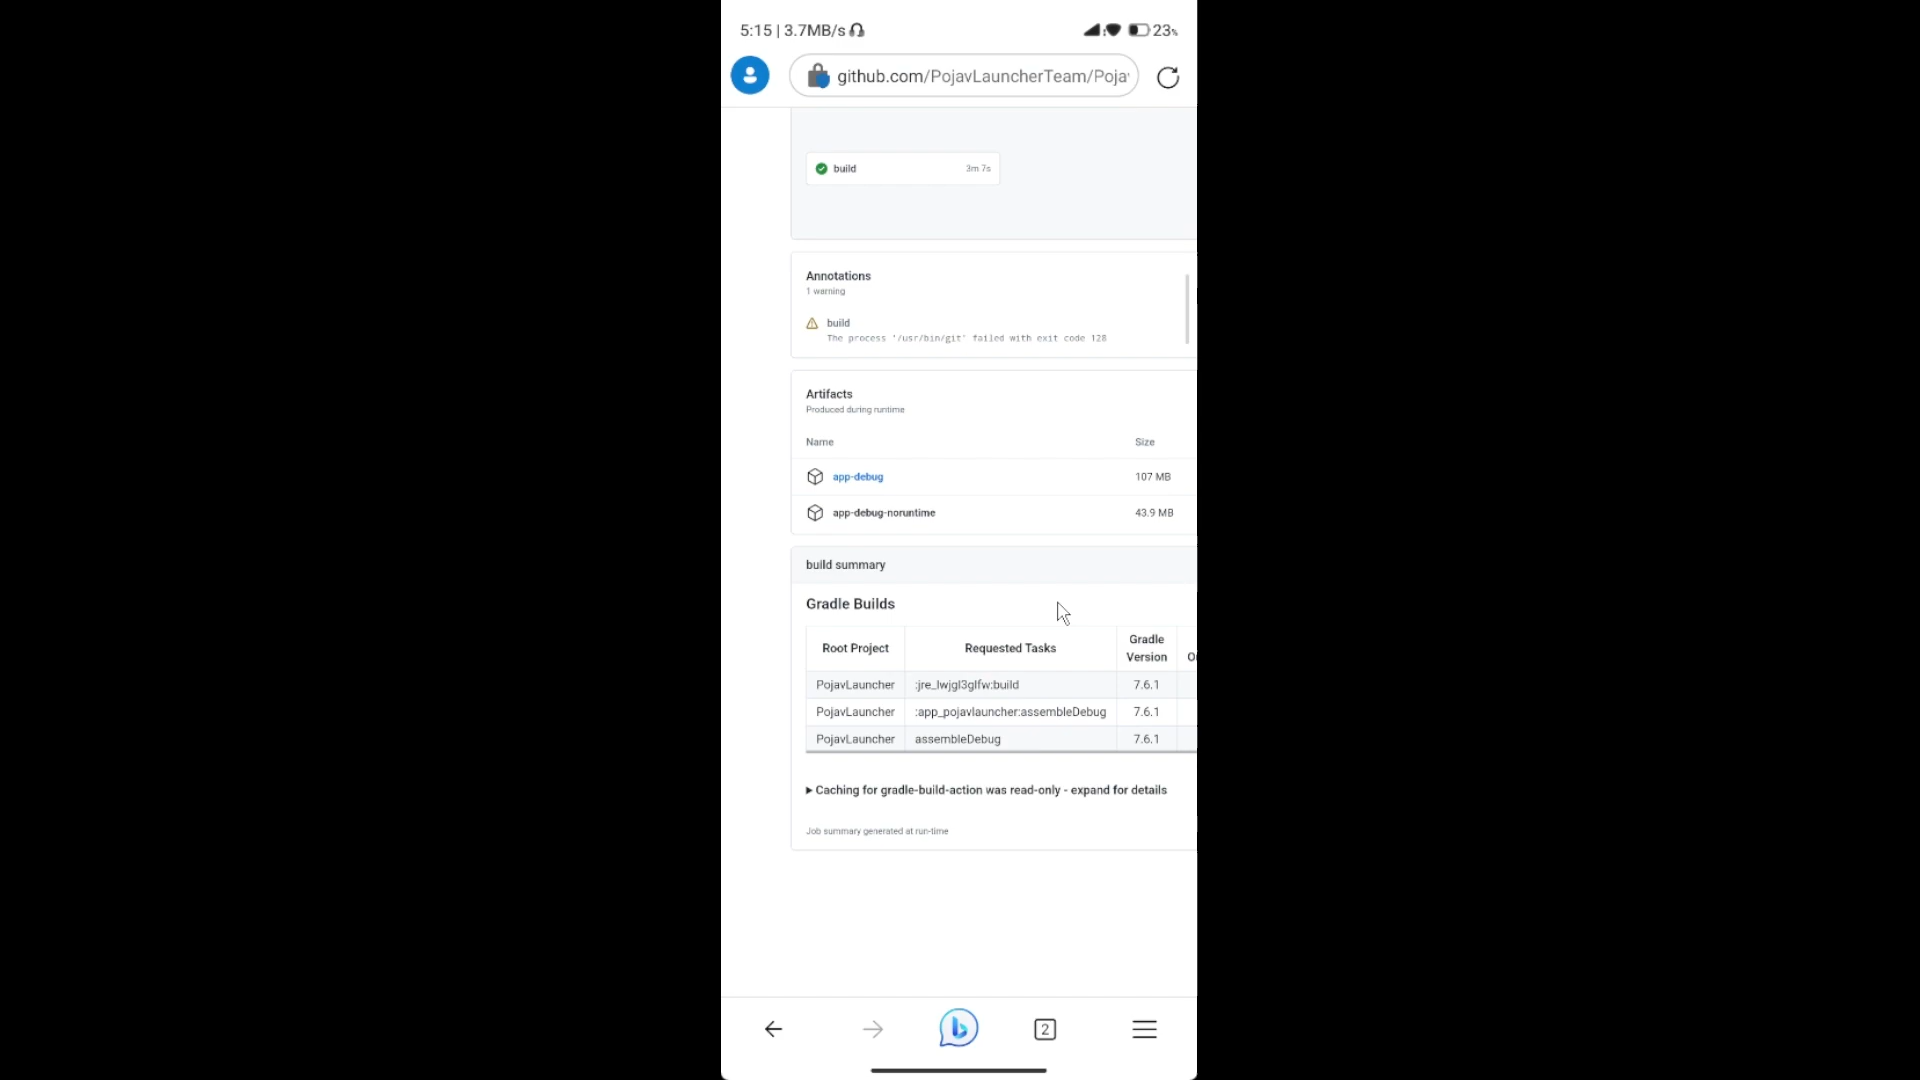 5:15 | 3.7MB/s 23%
github.com/PojavLauncherTeam/Poja
build 3m 7s
Annotations
1 warning
build
The process '/usr/bin/git' failed with exit code 128
Artifacts
Produced during runtime
Name Size
app-debug 107 MB
app-debug-noruntime 43.9 MB
build summary
Gradle Builds
Root Project Requested Tasks Gradle Version
PojavLauncher :jre_lwjgl3glfw:build 7.6.1
PojavLauncher :app_pojavlauncher:assembleDebug 7.6.1
PojavLauncher assembleDebug 7.6.1
Caching for gradle-build-action was read-only - expand for details
Job summary generated at run-time
2